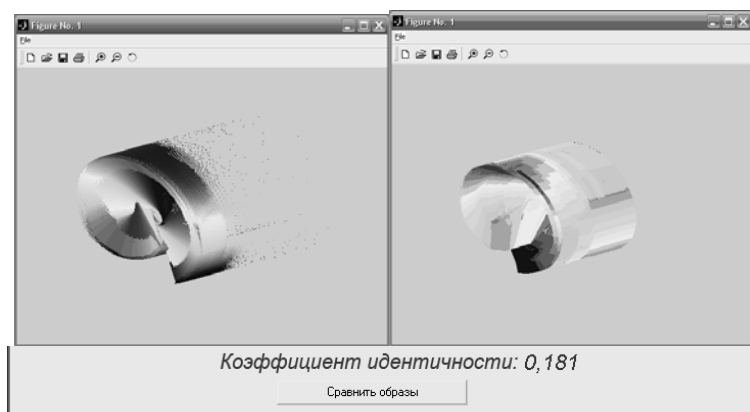 Figure No. 1
File
Figure No. 1
File
Коэффициент идентичности: 0,181
Сравнить образы